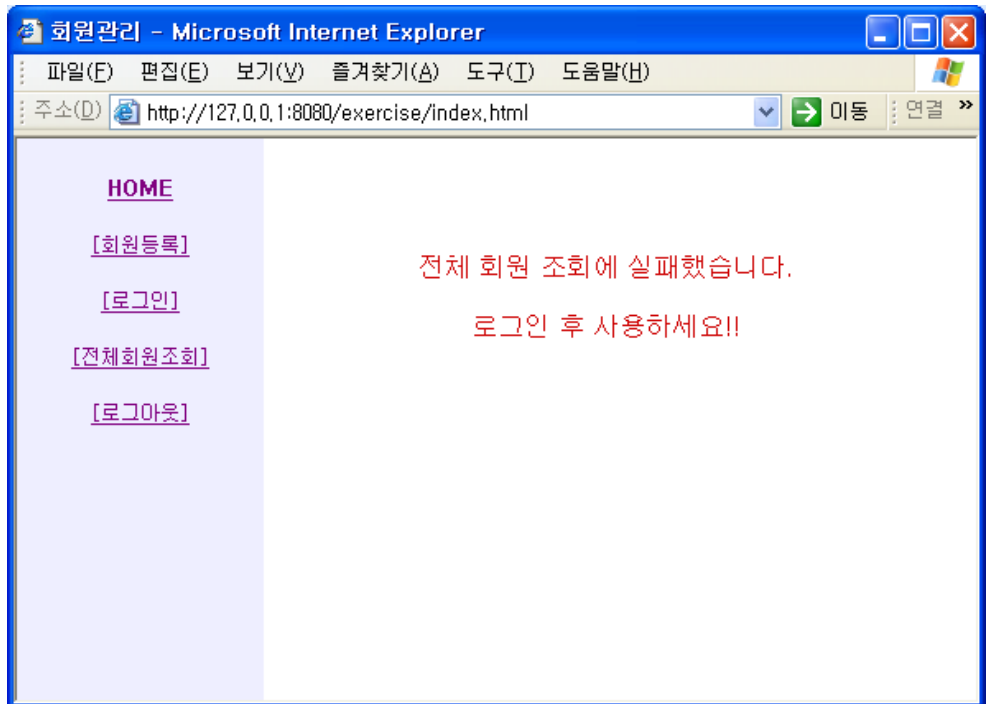 회원관리 - Microsoft Internet Explorer
파일(F) 편집(E) 보기(V) 즐겨찾기(A) 도구(T) 도움말(H)
주소(D) http://127.0.0.1:8080/exercise/index.html 이동 연결 »
HOME
[회원등록]
[로그인]
[전체회원조회]
[로그아웃]
전체 회원 조회에 실패했습니다.
로그인 후 사용하세요!!